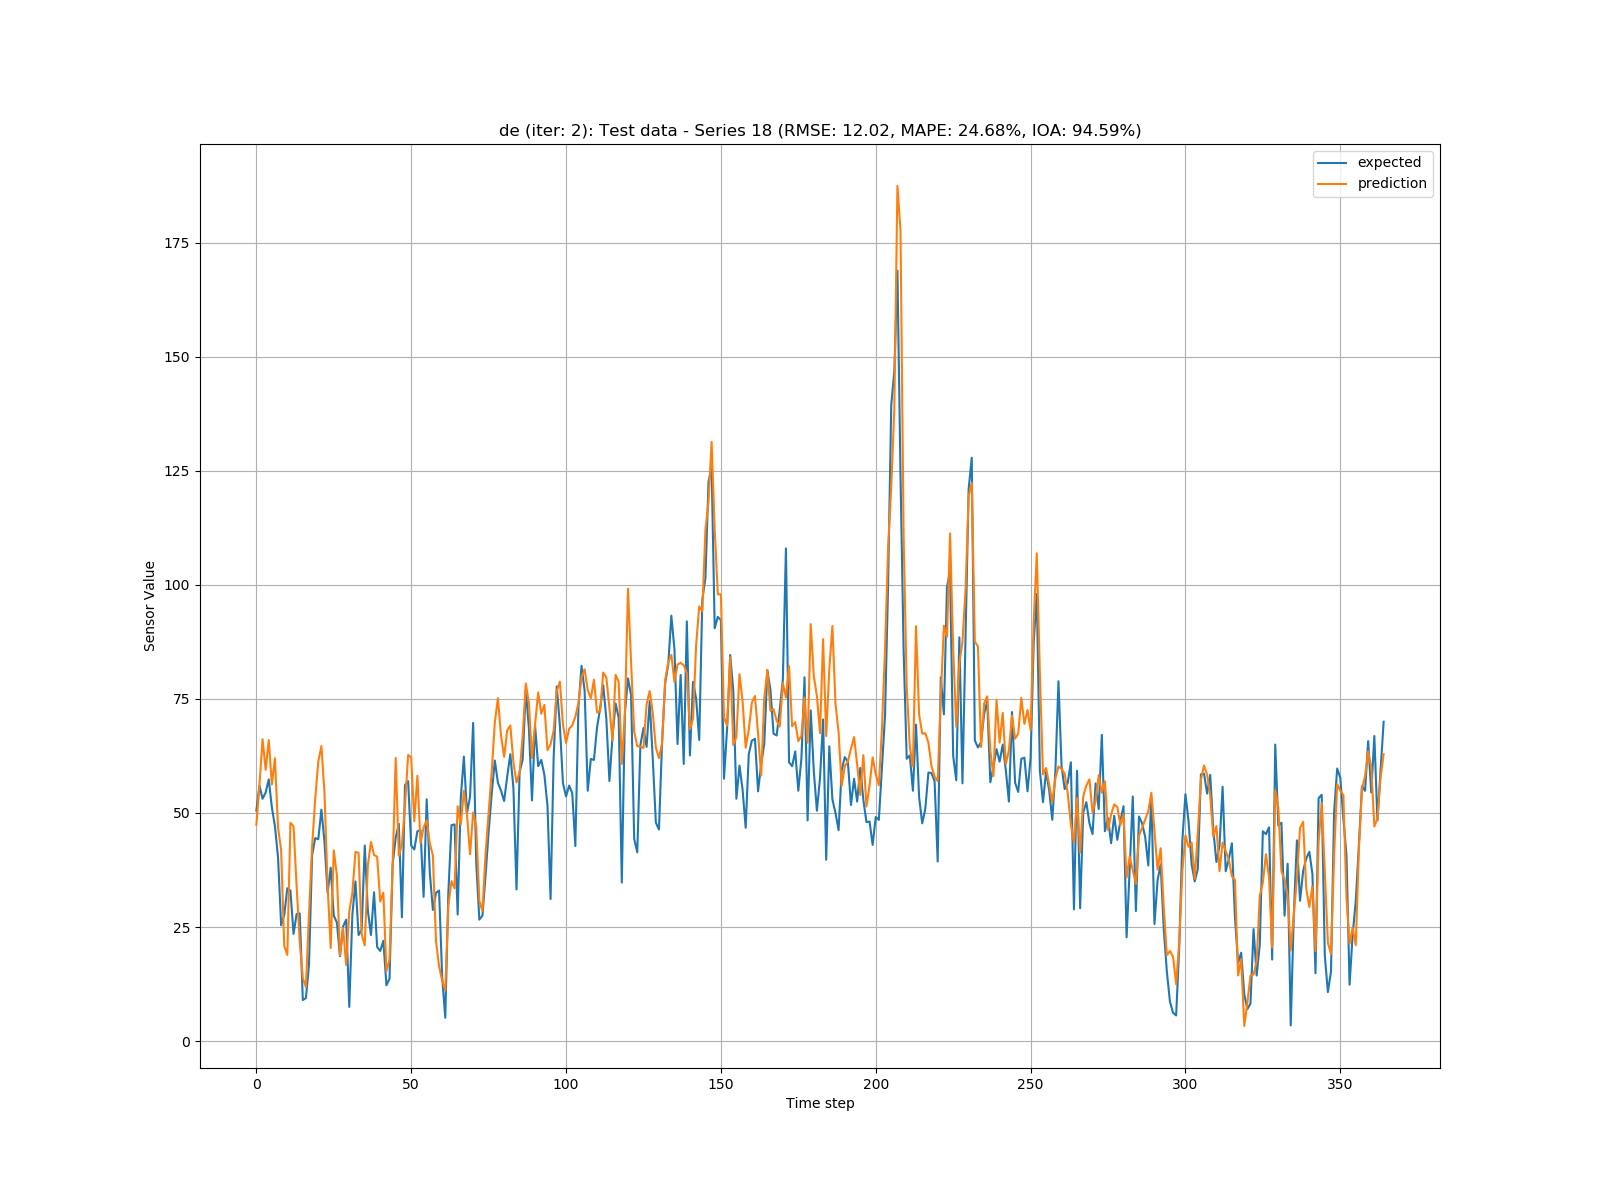 de (iter: 2): Test data - Series 18 (RMSE: 12.02, MAPE: 24.68%, IOA: 94.59%)
expected
prediction
175
150
125
100
75
50
25
0
Sensor Value
0 50 100 150 200 250 300 350
Time step